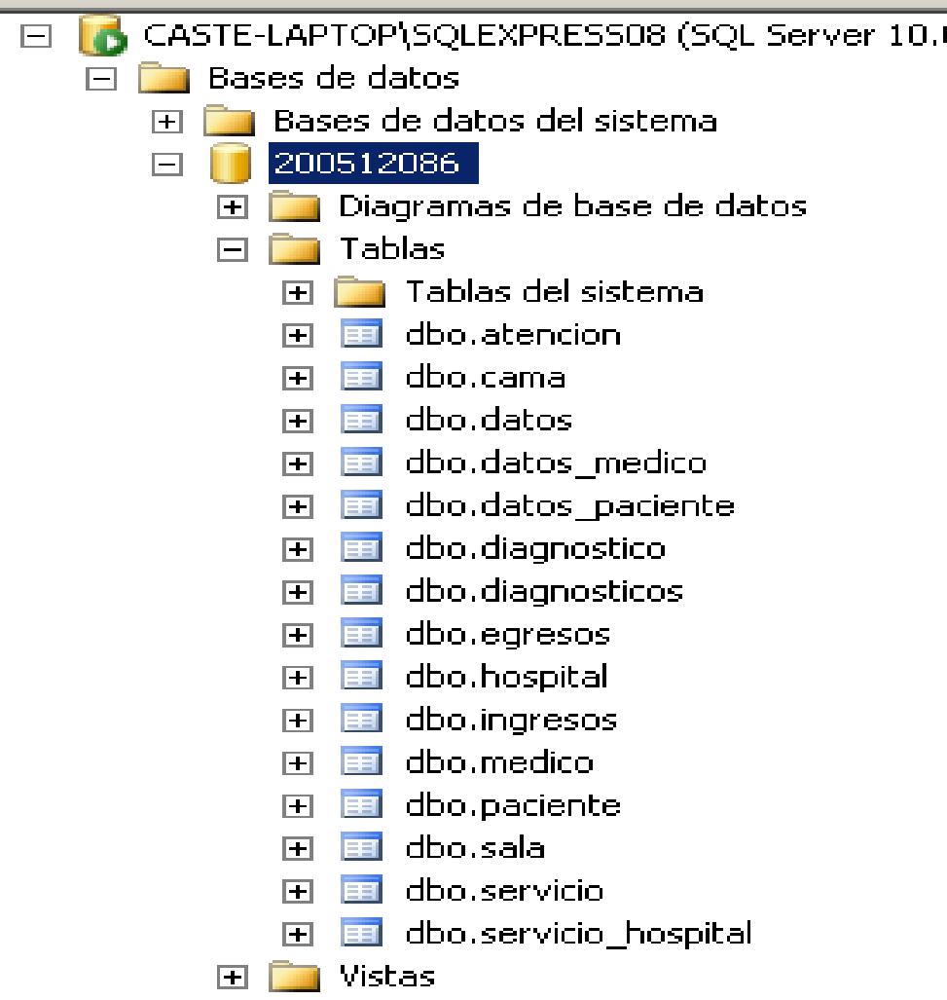 CASTE-LAPTOP\SQLEXPRESS08 (SQL Server 10.
Bases de datos
Bases de datos del sistema
200512086
Diagramas de base de datos
Tablas
Tablas del sistema
dbo.atencion
dbo.cama
dbo.datos
dbo.datos_medico
dbo.datos_paciente
dbo.diagnostico
dbo.diagnosticos
dbo.egresos
dbo.hospital
dbo.ingresos
dbo.medico
dbo.paciente
dbo.sala
dbo.servicio
dbo.servicio_hospital
Vistas